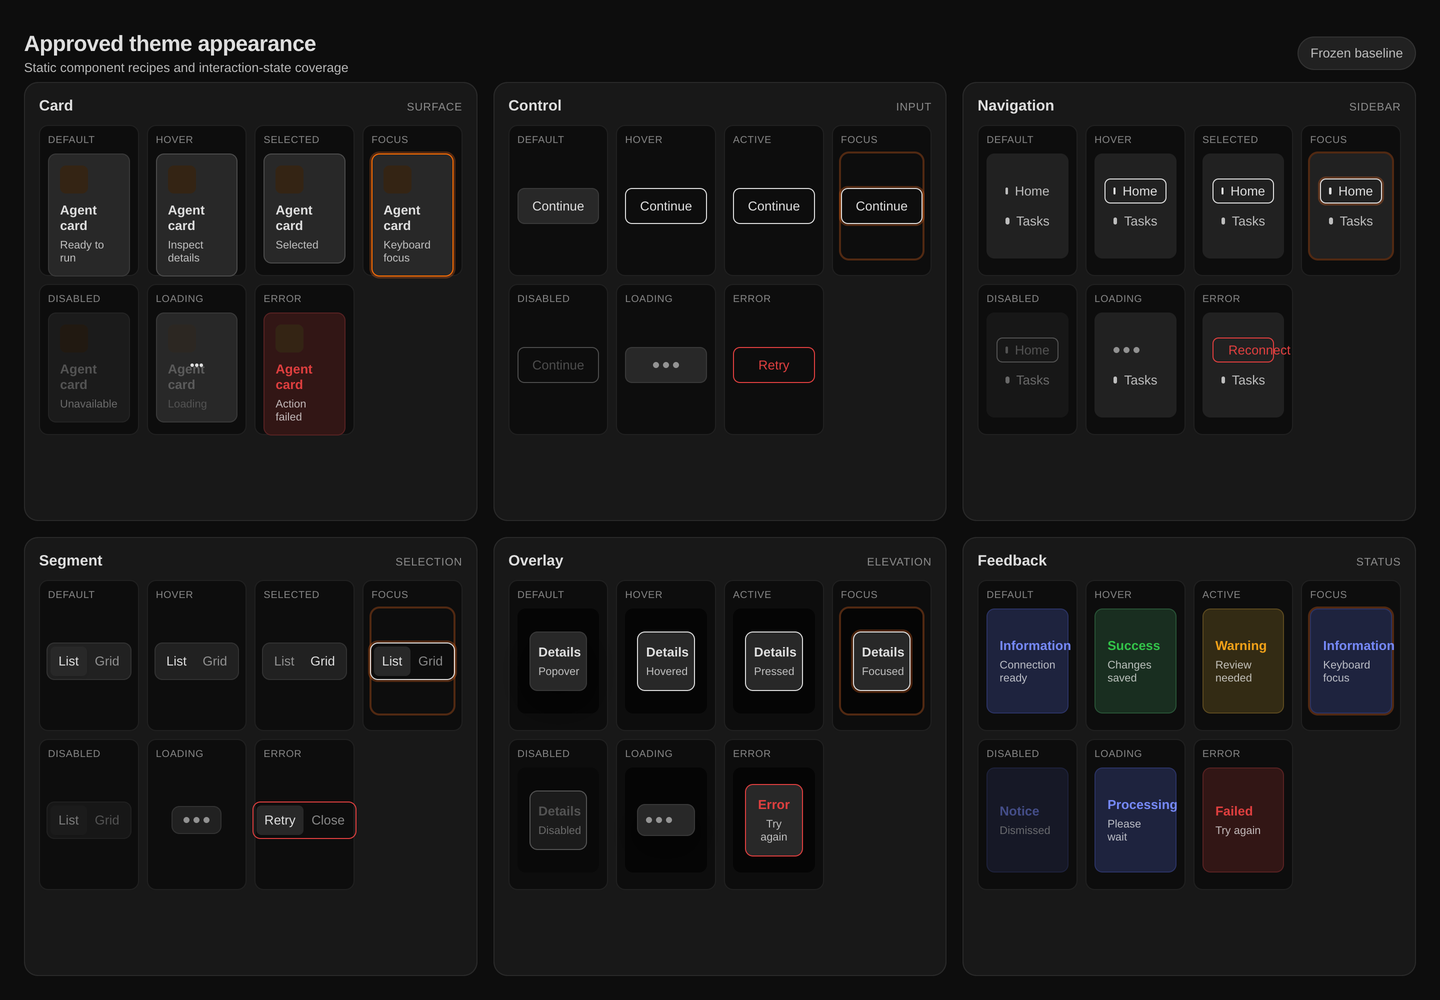 Approved theme appearance
Static component recipes and interaction-state coverage
Frozen baseline
Card
SURFACE
DEFAULT
Agent
card
Ready to
run
HOVER
Agent
card
Inspect
details
SELECTED
Agent
card
Selected
FOCUS
Agent
card
Keyboard
focus
DISABLED
Agent
card
Unavailable
LOADING
Agent
card
Loading
ERROR
Agent
card
Action
failed
Control
INPUT
DEFAULT
Continue
HOVER
Continue
ACTIVE
Continue
FOCUS
Continue
DISABLED
Continue
LOADING
ERROR
Retry
Navigation
SIDEBAR
DEFAULT
Home
Tasks
HOVER
Home
Tasks
SELECTED
Home
Tasks
FOCUS
Home
Tasks
DISABLED
Home
Tasks
LOADING
Tasks
ERROR
Reconnect
Tasks
Segment
SELECTION
DEFAULT
List Grid
HOVER
List Grid
SELECTED
List Grid
FOCUS
List Grid
DISABLED
List Grid
LOADING
ERROR
Retry Close
Overlay
ELEVATION
DEFAULT
Details
Popover
HOVER
Details
Hovered
ACTIVE
Details
Pressed
FOCUS
Details
Focused
DISABLED
Details
Disabled
LOADING
ERROR
Error
Try
again
Feedback
STATUS
DEFAULT
Information
Connection
ready
HOVER
Success
Changes
saved
ACTIVE
Warning
Review
needed
FOCUS
Information
Keyboard
focus
DISABLED
Notice
Dismissed
LOADING
Processing
Please
wait
ERROR
Failed
Try again